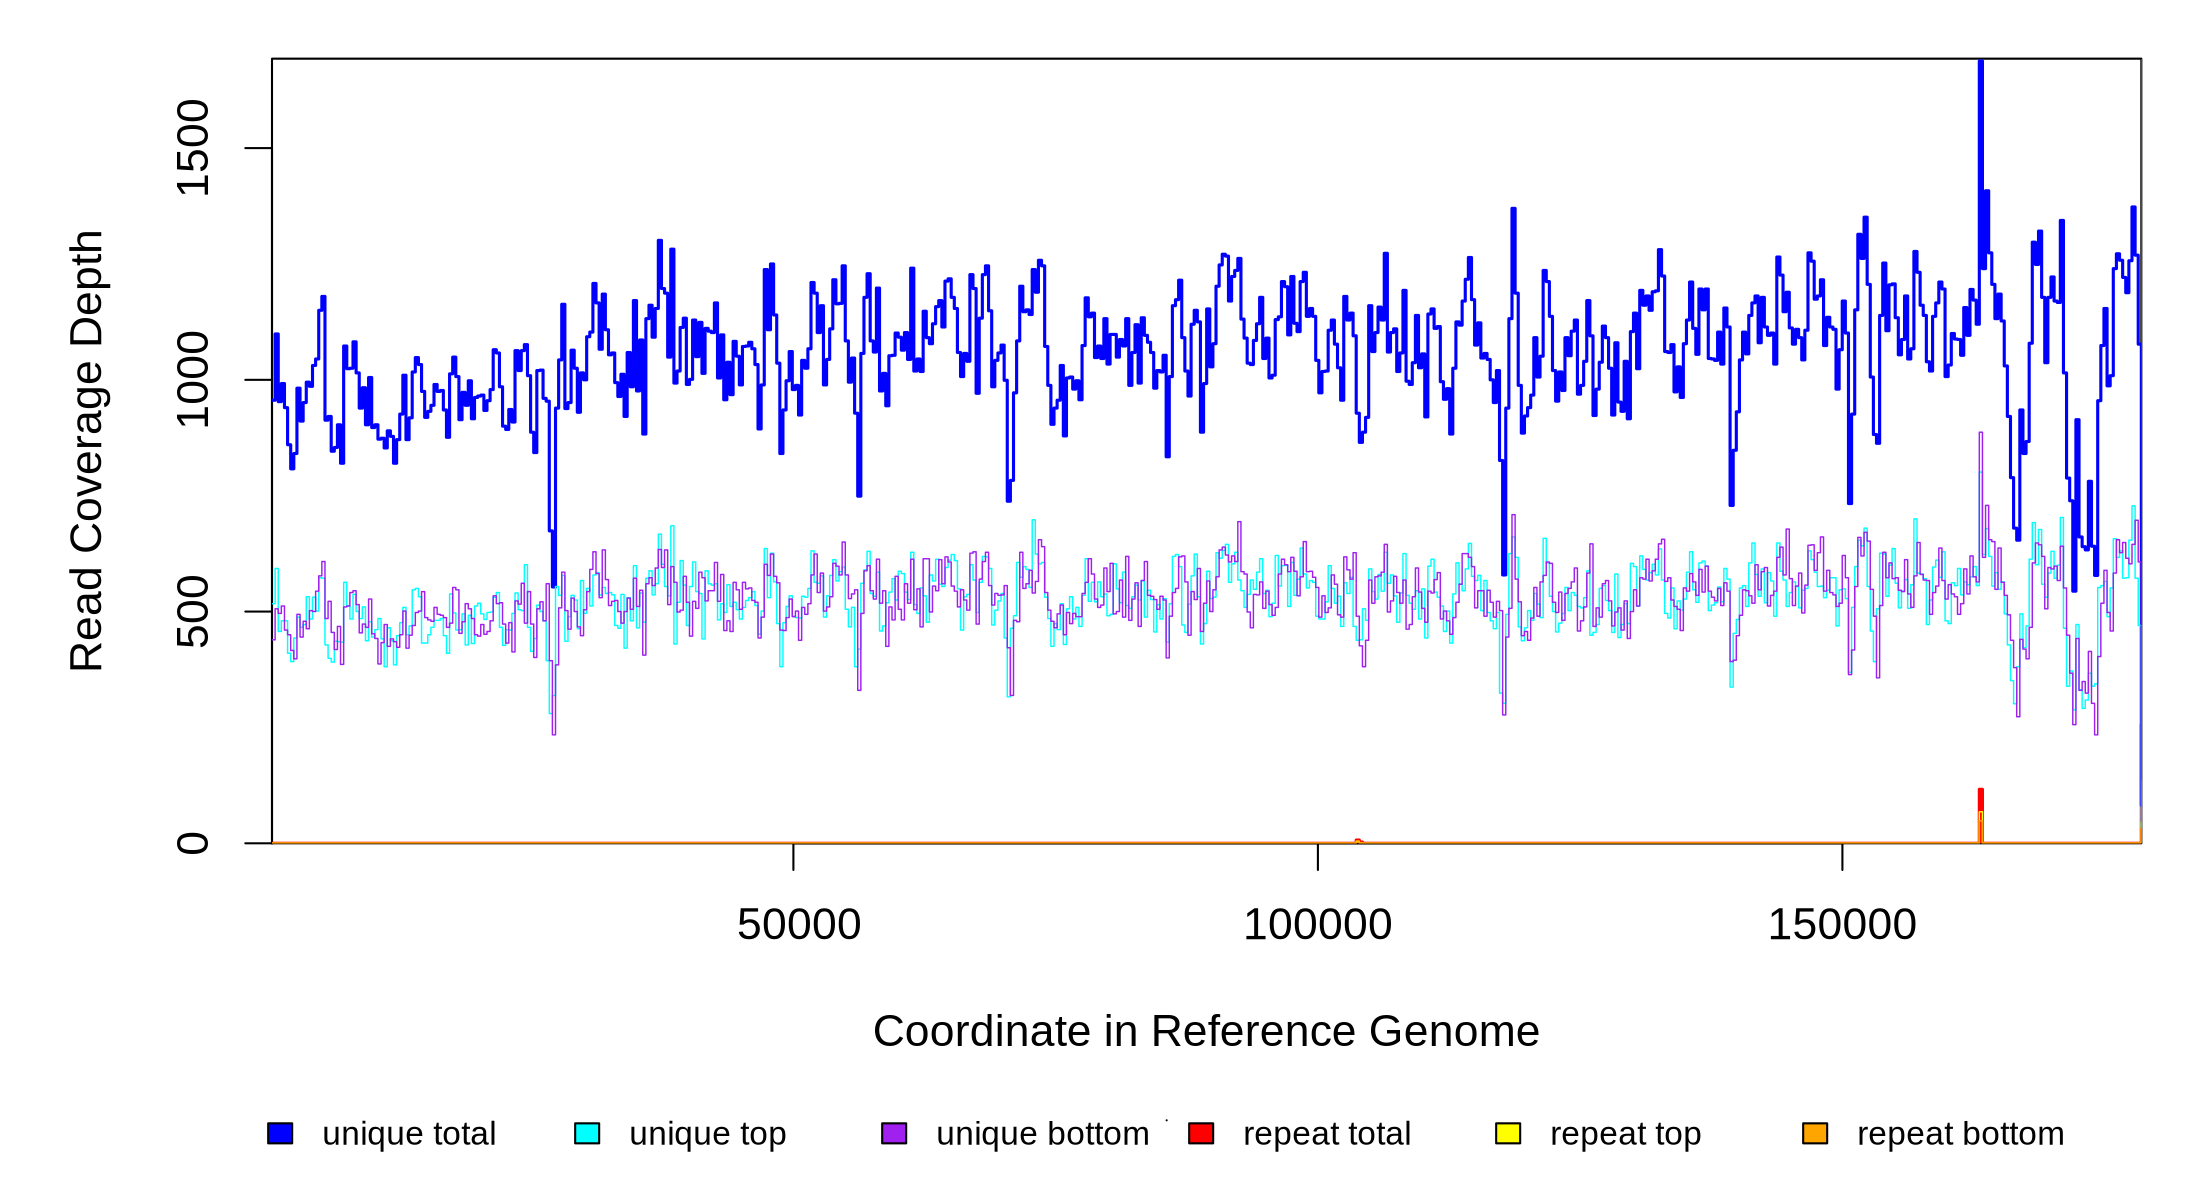 Read Coverage Depth
1500
1000
500
0
50000 100000 150000
Coordinate in Reference Genome
unique total unique top unique bottom repeat total repeat top repeat bottom